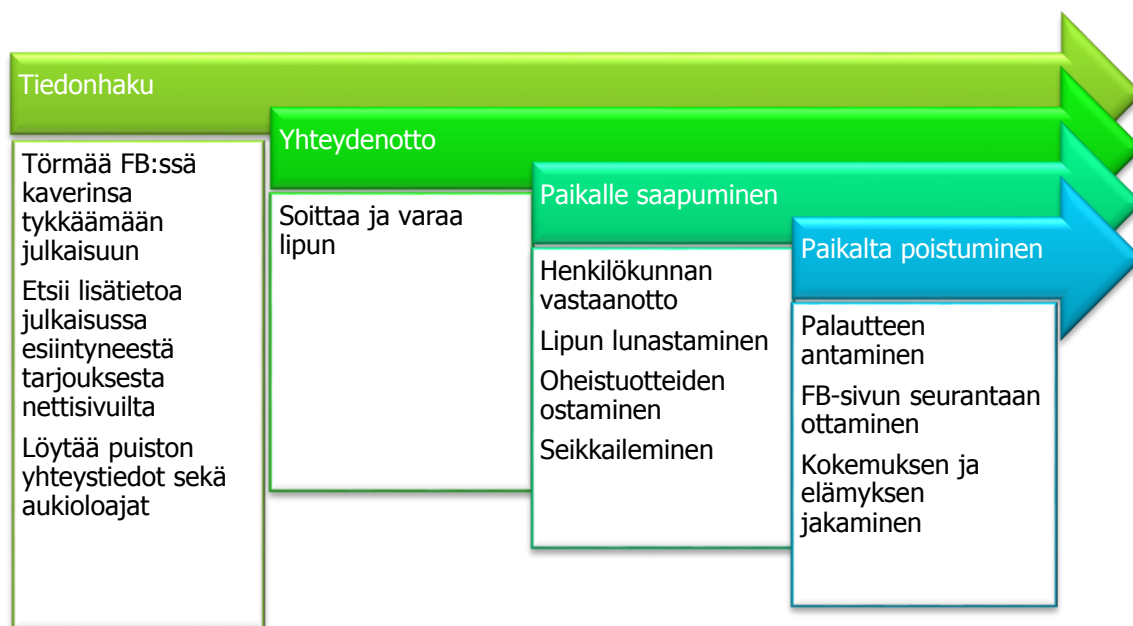 Tiedonhaku
Törmää FB:ssä
kaverinsa
tykkäämään
julkaisuun
Etsii lisätietoa
julkaisussa
esiintyneestä
tarjouksesta
nettisivuilta
Löytää puiston
yhteystiedot sekä
aukioloajat
Yhteydenotto
Soittaa ja varaa
lipun
Paikalle saapuminen
Henkilökunnan
vastaanotto
Lipun lunastaminen
Oheistuotteiden
ostaminen
Seikkaileminen
Paikalta poistuminen
Palautteen
antaminen
FB-sivun seurantaan
ottaminen
Kokemuksen ja
elämyksen
jakaminen